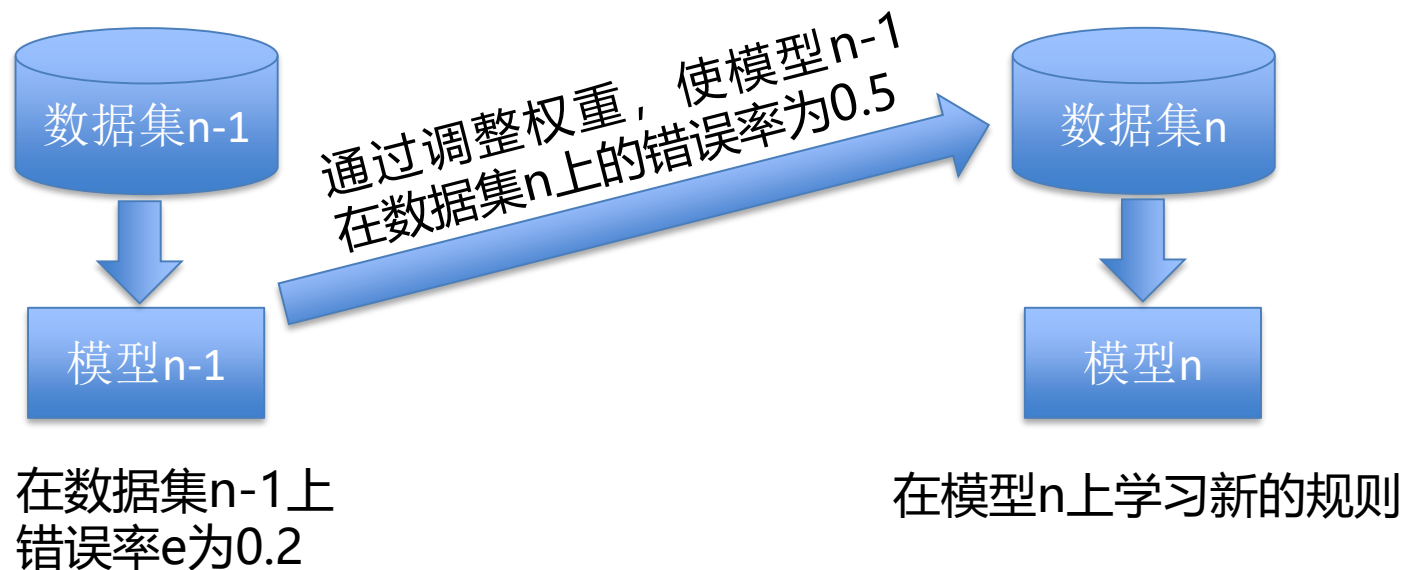 数据集n-1
通过调整权重，使模型n-1
在数据集n上的错误率为0.5
数据集n
模型n-1
模型n
在数据集n-1上
错误率e为0.2
在模型n上学习新的规则